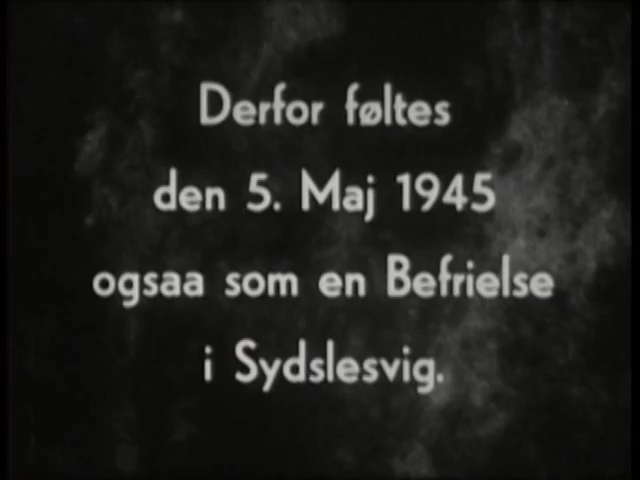 Derfor føltes
den 5. Maj 1945
ogsaa som en Befrielse
i Sydslesvig.